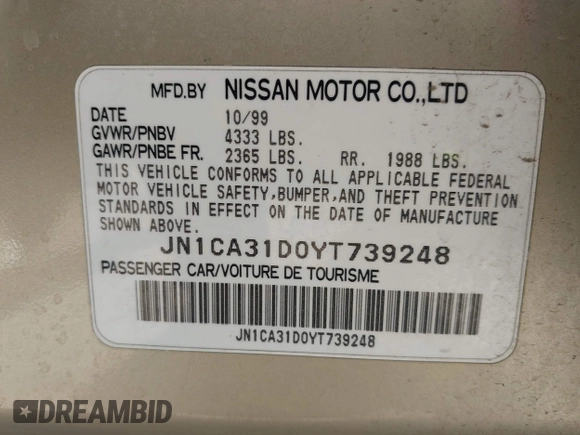 MFD.BY NISSAN MOTOR CO.,LTD
DATE 10/99
GVWR/PNBV 4333 LBS.
GAWR/PNBE FR. 2365 LBS. RR. 1988 LBS.
THIS VEHICLE CONFORMS TO ALL APPLICABLE FEDERAL
MOTOR VEHICLE SAFETY,BUMPER,AND THEFT PREVENTION
STANDARDS IN EFFECT ON THE DATE OF MANUFACTURE
SHOWN ABOVE.
JN1CA31D0YT739248
PASSENGER CAR/VOITURE DE TOURISME
JN1CA31D0YT739248
DREAMBID